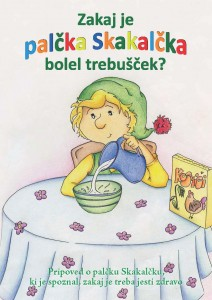 Zakaj je
palčka Skakalčka
bolel trebušček?
Pripoved o palčku Skakalčku,
ki je spoznal, zakaj je treba jesti zdravo